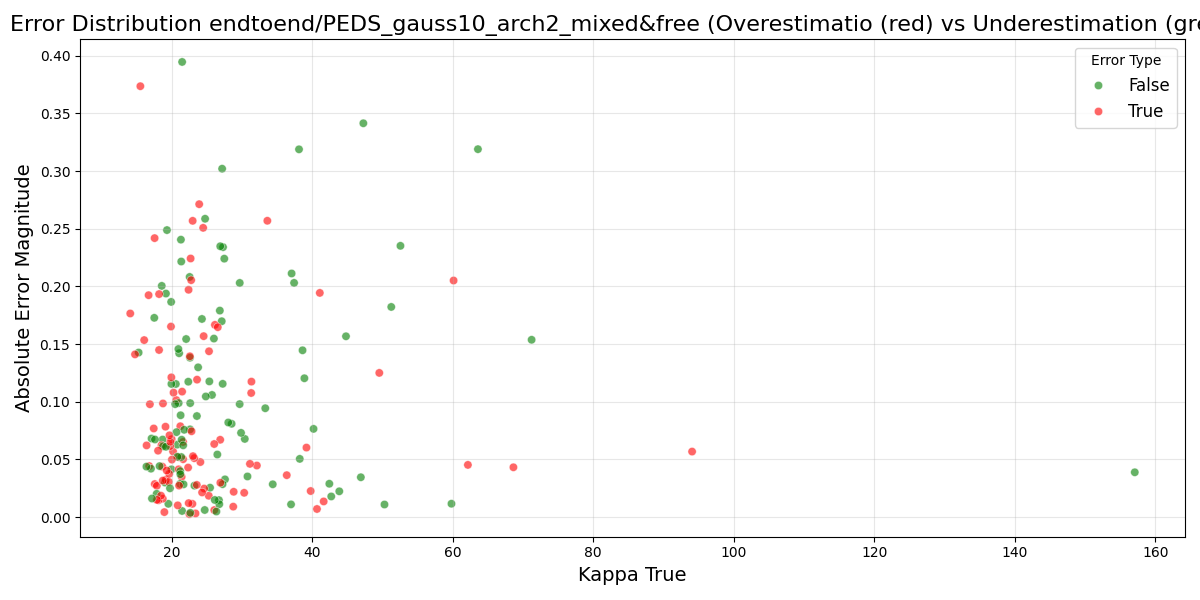 Error Distribution endtoend/PEDS_gauss10_arch2_mixed&free (Overestimatio (red) vs Underestimation (gre
Error Type
False
True
Absolute Error Magnitude
0.40
0.35
0.30
0.25
0.20
0.15
0.10
0.05
0.00
20 40 60 80 100 120 140 160
Kappa True